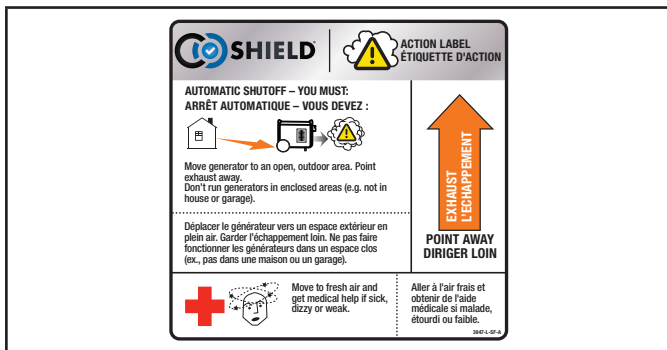 CO SHIELD®
ACTION LABEL
ÉTIQUETTE D'ACTION
AUTOMATIC SHUTOFF – YOU MUST:
ARRÊT AUTOMATIQUE – VOUS DEVEZ :
Move generator to an open, outdoor area. Point
exhaust away.
Don't run generators in enclosed areas (e.g. not in
house or garage).
Déplacer le générateur vers un espace extérieur en
plein air. Garder l'échappement loin. Ne pas faire
fonctionner les générateurs dans un espace clos
(ex., pas dans une maison ou un garage).
EXHAUST
L'ECHAPPEMENT
POINT AWAY
DIRIGER LOIN
Move to fresh air and
get medical help if sick,
dizzy or weak.
Aller à l'air frais et
obtenir de l'aide
médicale si malade,
étourdi ou faible.
3947-L-SF-A